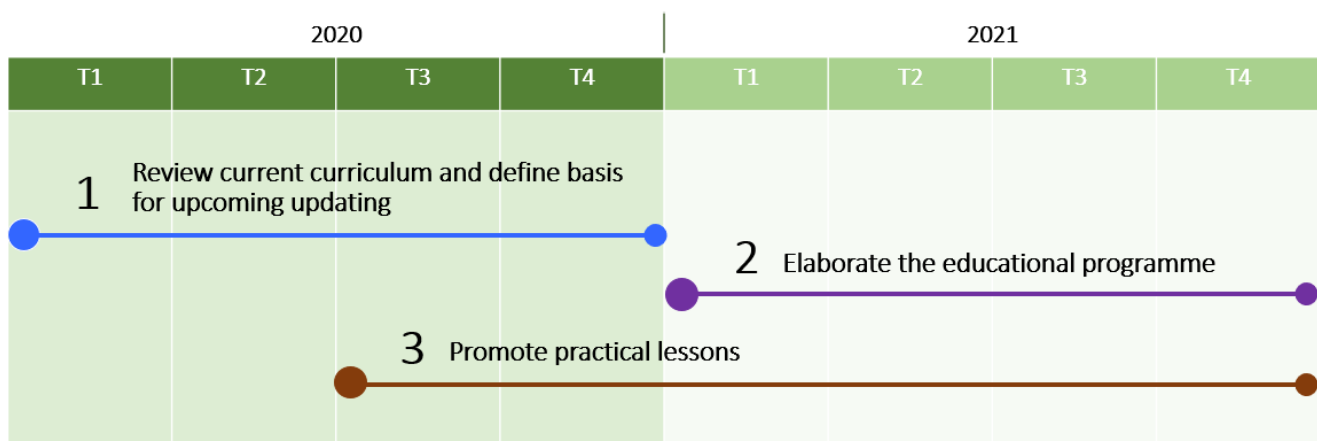 2020 2021
T1 T2 T3 T4 T1 T2 T3 T4
1 Review current curriculum and define basis
for upcoming updating
2 Elaborate the educational programme
3 Promote practical lessons